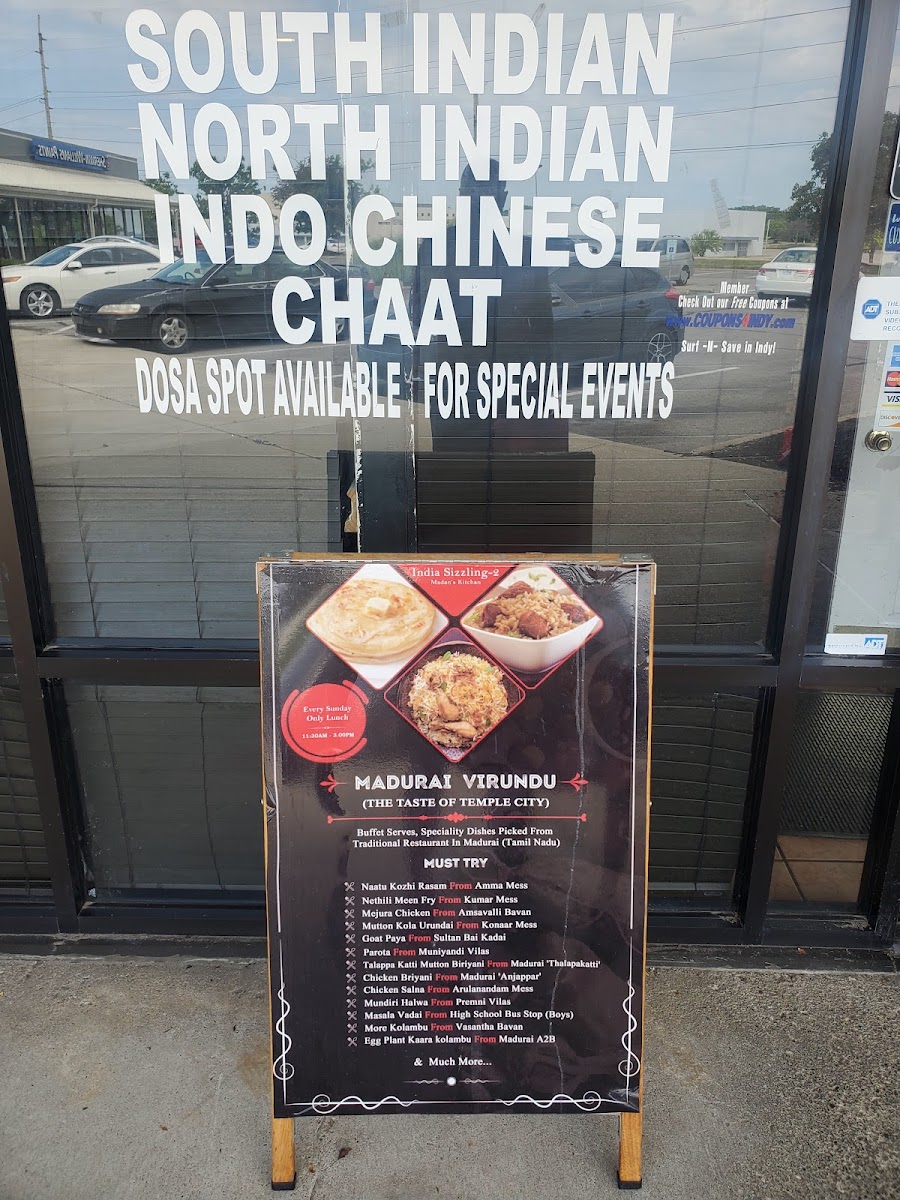 SOUTH INDIAN
NORTH INDIAN
INDO CHINESE
CHAAT
DOSA SPOT AVAILABLE FOR SPECIAL EVENTS
Member
Check Out our Free Coupons at
www.COUPONS4INDY.com
Surf -N- Save in Indy!
SHERWIN-WILLIAMS PAINTS
ADT
VISA
ADT
India Sizzling-2
Madan's Kitchen
Every Sunday
Only Lunch
11:30AM - 3.00PM
MADURAI VIRUNDU
(THE TASTE OF TEMPLE CITY)
Buffet Serves, Speciality Dishes Picked From
Traditional Restaurant In Madurai (Tamil Nadu)
MUST TRY
Naatu Kozhi Rasam From Amma Mess
Nethili Meen Fry From Kumar Mess
Mejura Chicken From Amsavalli Bavan
Mutton Kola Urundai From Konaar Mess
Goat Paya From Sultan Bai Kadai
Parota From Muniyandi Vilas
Talappa Katti Mutton Biriyani From Madurai 'Thalapakatti'
Chicken Briyani From Madurai 'Anjappar'
Chicken Salna From Arulanandam Mess
Mundiri Halwa From Premni Vilas
Masala Vadai From High School Bus Stop (Boys)
More Kolambu From Vasantha Bavan
Egg Plant Kaara kolambu From Madurai A2B
& Much More...